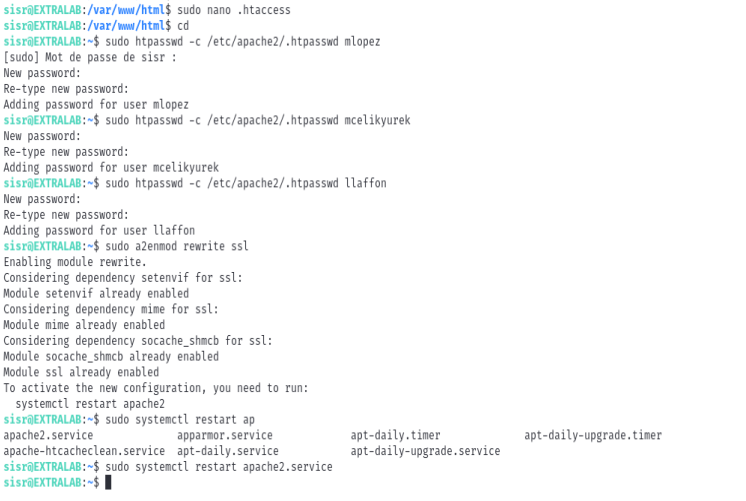 sisr@EXTRALAB:/var/www/html$ sudo nano .htaccess
sisr@EXTRALAB:/var/www/html$ cd
sisr@EXTRALAB:~$ sudo htpasswd -c /etc/apache2/.htpasswd mlopez
[sudo] Mot de passe de sisr :
New password:
Re-type new password:
Adding password for user mlopez
sisr@EXTRALAB:~$ sudo htpasswd -c /etc/apache2/.htpasswd mcelikyurek
New password:
Re-type new password:
Adding password for user mcelikyurek
sisr@EXTRALAB:~$ sudo htpasswd -c /etc/apache2/.htpasswd llaffon
New password:
Re-type new password:
Adding password for user llaffon
sisr@EXTRALAB:~$ sudo a2enmod rewrite ssl
Enabling module rewrite.
Considering dependency setenvif for ssl:
Module setenvif already enabled
Considering dependency mime for ssl:
Module mime already enabled
Considering dependency socache_shmcb for ssl:
Module socache_shmcb already enabled
Module ssl already enabled
To activate the new configuration, you need to run:
  systemctl restart apache2
sisr@EXTRALAB:~$ sudo systemctl restart ap
apache2.service apparmor.service apt-daily.timer apt-daily-upgrade.timer
apache-htcacheclean.service apt-daily.service apt-daily-upgrade.service
sisr@EXTRALAB:~$ sudo systemctl restart apache2.service
sisr@EXTRALAB:~$